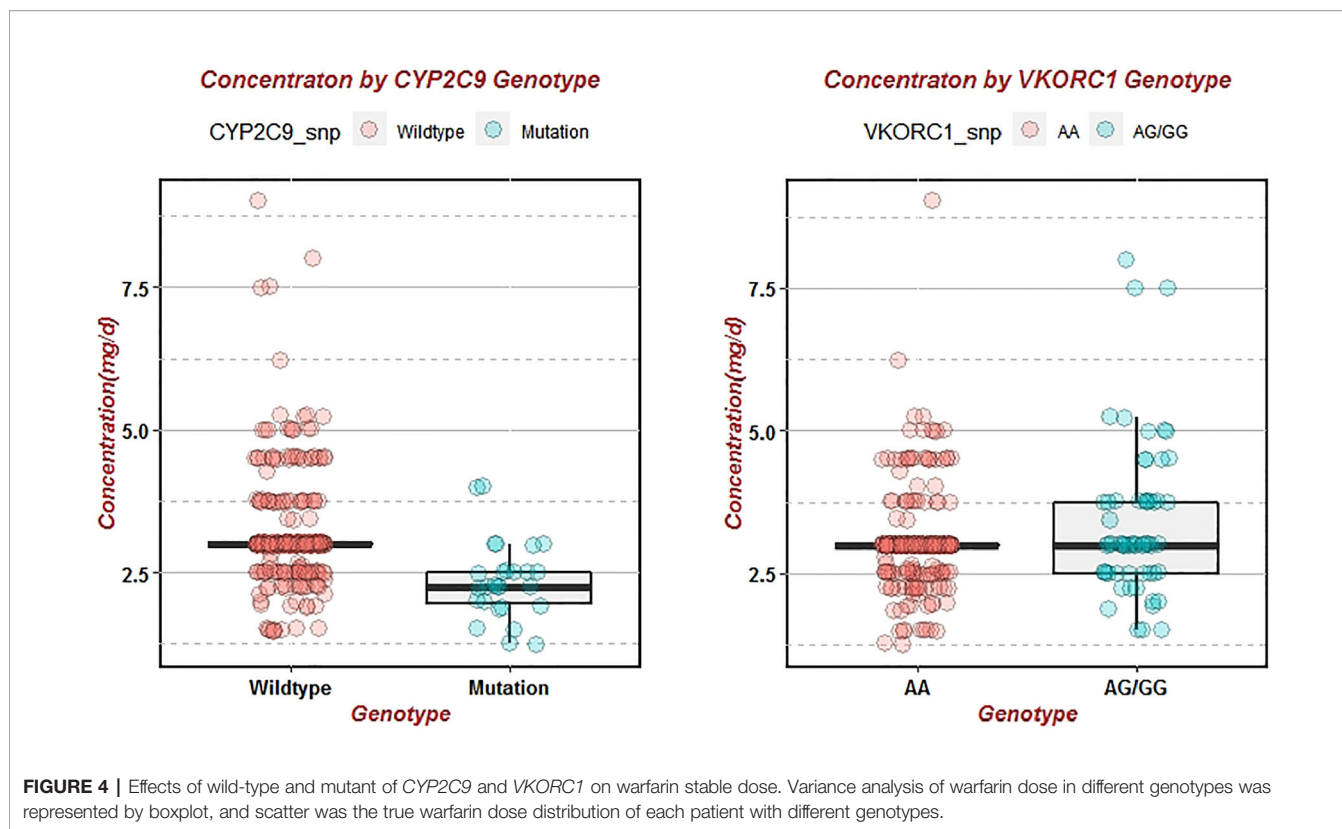 Concentraton by CYP2C9 Genotype
CYP2C9_snp Wildtype Mutation
Concentration(mg/d)
7.5
5.0
2.5
Wildtype Mutation
Genotype
Concentraton by VKORC1 Genotype
VKORC1_snp AA AG/GG
Concentration(mg/d)
7.5
5.0
2.5
AA AG/GG
Genotype
FIGURE 4 | Effects of wild-type and mutant of CYP2C9 and VKORC1 on warfarin stable dose. Variance analysis of warfarin dose in different genotypes was
represented by boxplot, and scatter was the true warfarin dose distribution of each patient with different genotypes.